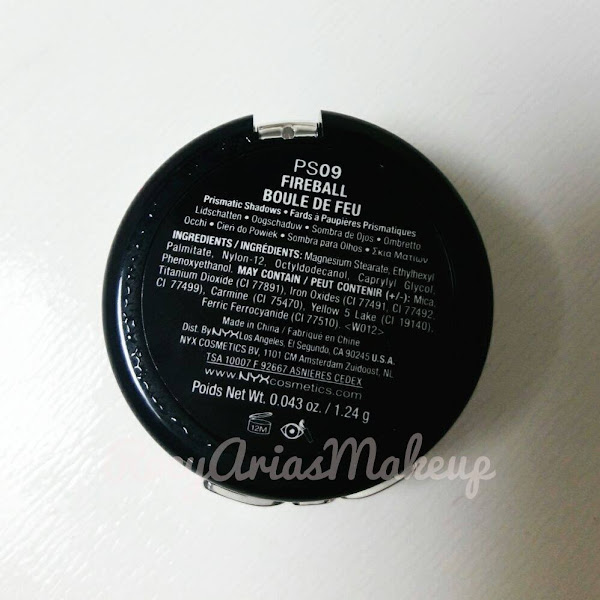 PS09
FIREBALL
BOULE DE FEU
Prismatic Shadows • Fards à Paupières Prismatiques
Lidschatten • Oogschaduw • Sombra de Ojos • Ombretto
Occhi • Cien do Powiek • Sombra para Olhos • Σκιά Ματιών
INGREDIENTS / INGRÉDIENTS: Magnesium Stearate, Ethylhexyl
Palmitate, Nylon-12, Octyldodecanol, Caprylyl Glycol,
Phenoxyethanol. MAY CONTAIN / PEUT CONTENIR (+/-): Mica,
Titanium Dioxide (CI 77891), Iron Oxides (CI 77491, CI 77492,
CI 77499), Carmine (CI 75470), Yellow 5 Lake (CI 19140),
Ferric Ferrocyanide (CI 77510). <W012>
Made in China / Fabriqué en Chine
Dist. By NYX Los Angeles, El Segundo, CA 90245 U.S.A.
NYX COSMETICS BV, 1101 CM Amsterdam Zuidoost, NL
TSA 10007 F 92667 ASNIERES CEDEX
www.NYXcosmetics.com
Poids Net Wt. 0.043 oz. / 1.24 g
12M
AriasMakeup